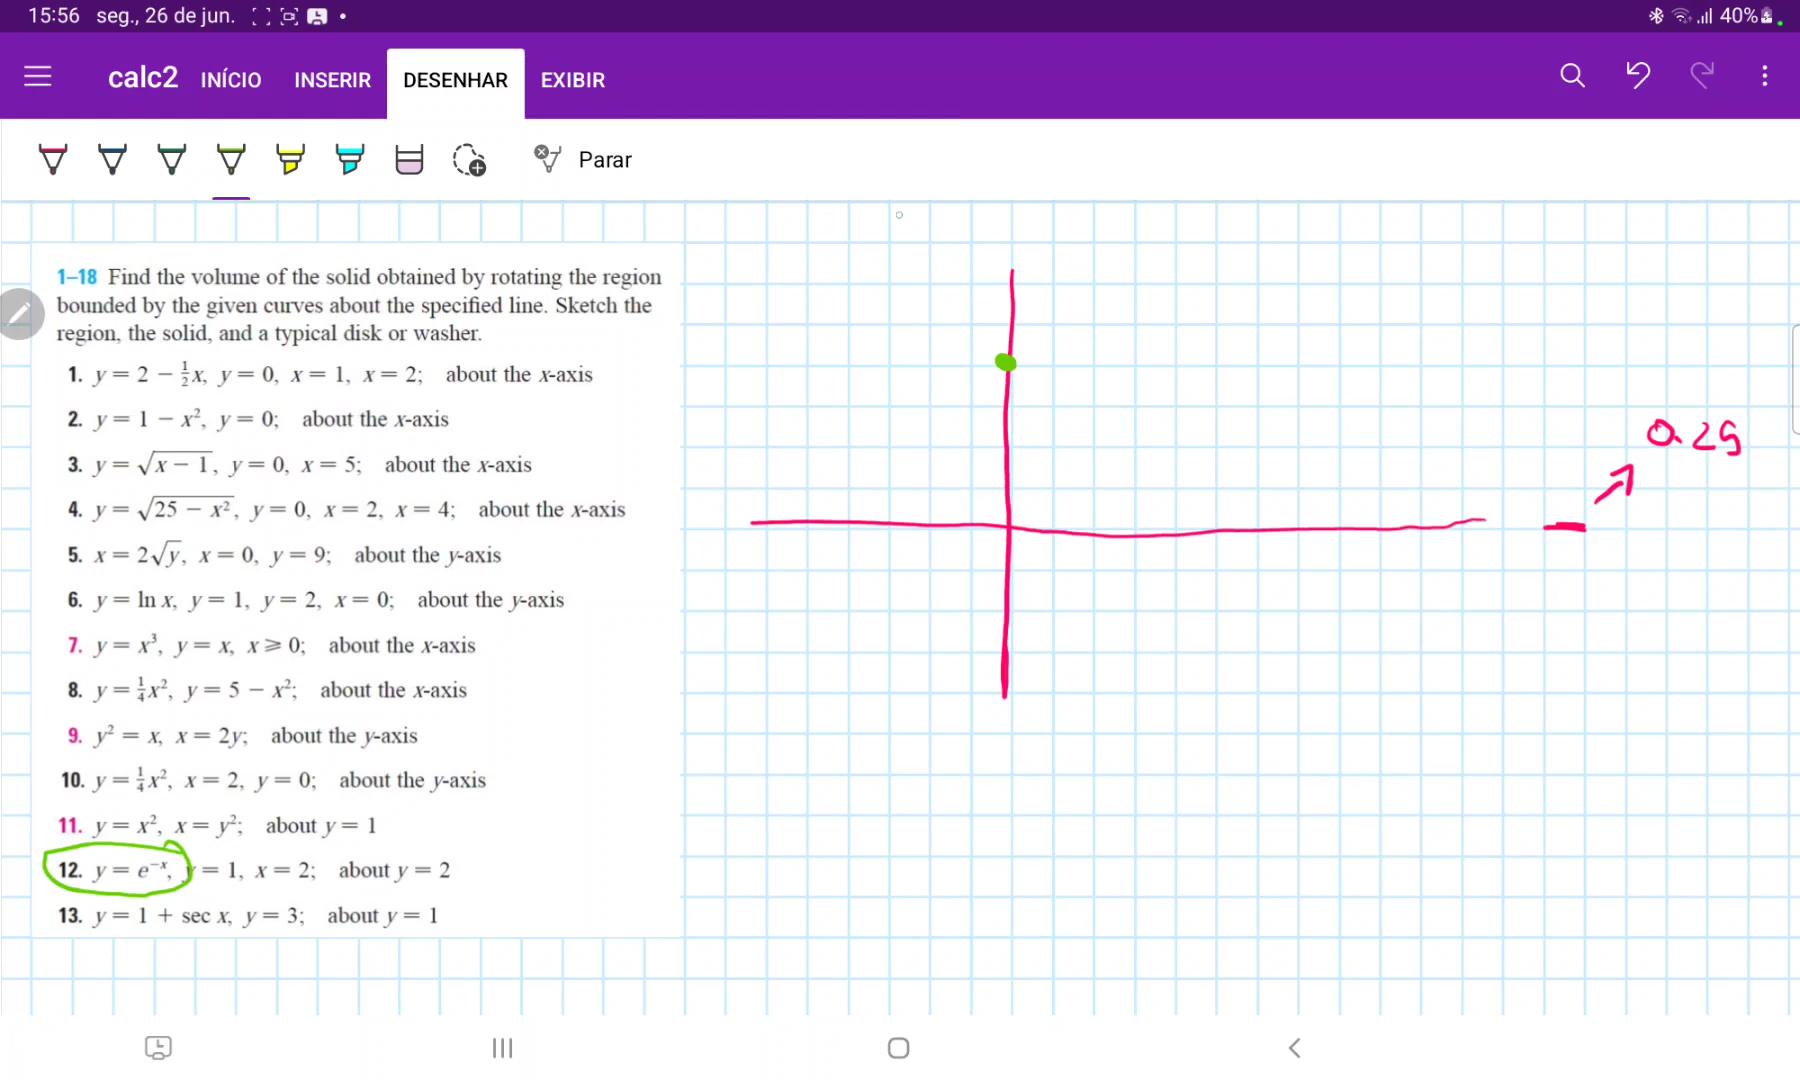 15:56 seg., 26 de jun.
40%
calc2 INÍCIO INSERIR DESENHAR EXIBIR
Parar
1–18 Find the volume of the solid obtained by rotating the region
bounded by the given curves about the specified line. Sketch the
region, the solid, and a typical disk or washer.
1. y = 2 − ½x, y = 0, x = 1, x = 2; about the x-axis
2. y = 1 − x², y = 0; about the x-axis
3. y = √(x − 1), y = 0, x = 5; about the x-axis
4. y = √(25 − x²), y = 0, x = 2, x = 4; about the x-axis
5. x = 2√y, x = 0, y = 9; about the y-axis
6. y = ln x, y = 1, y = 2, x = 0; about the y-axis
7. y = x³, y = x, x ⩾ 0; about the x-axis
8. y = ¼x², y = 5 − x²; about the x-axis
9. y² = x, x = 2y; about the y-axis
10. y = ¼x², x = 2, y = 0; about the y-axis
11. y = x², x = y²; about y = 1
12. y = e⁻ˣ, y = 1, x = 2; about y = 2
13. y = 1 + sec x, y = 3; about y = 1
0.25